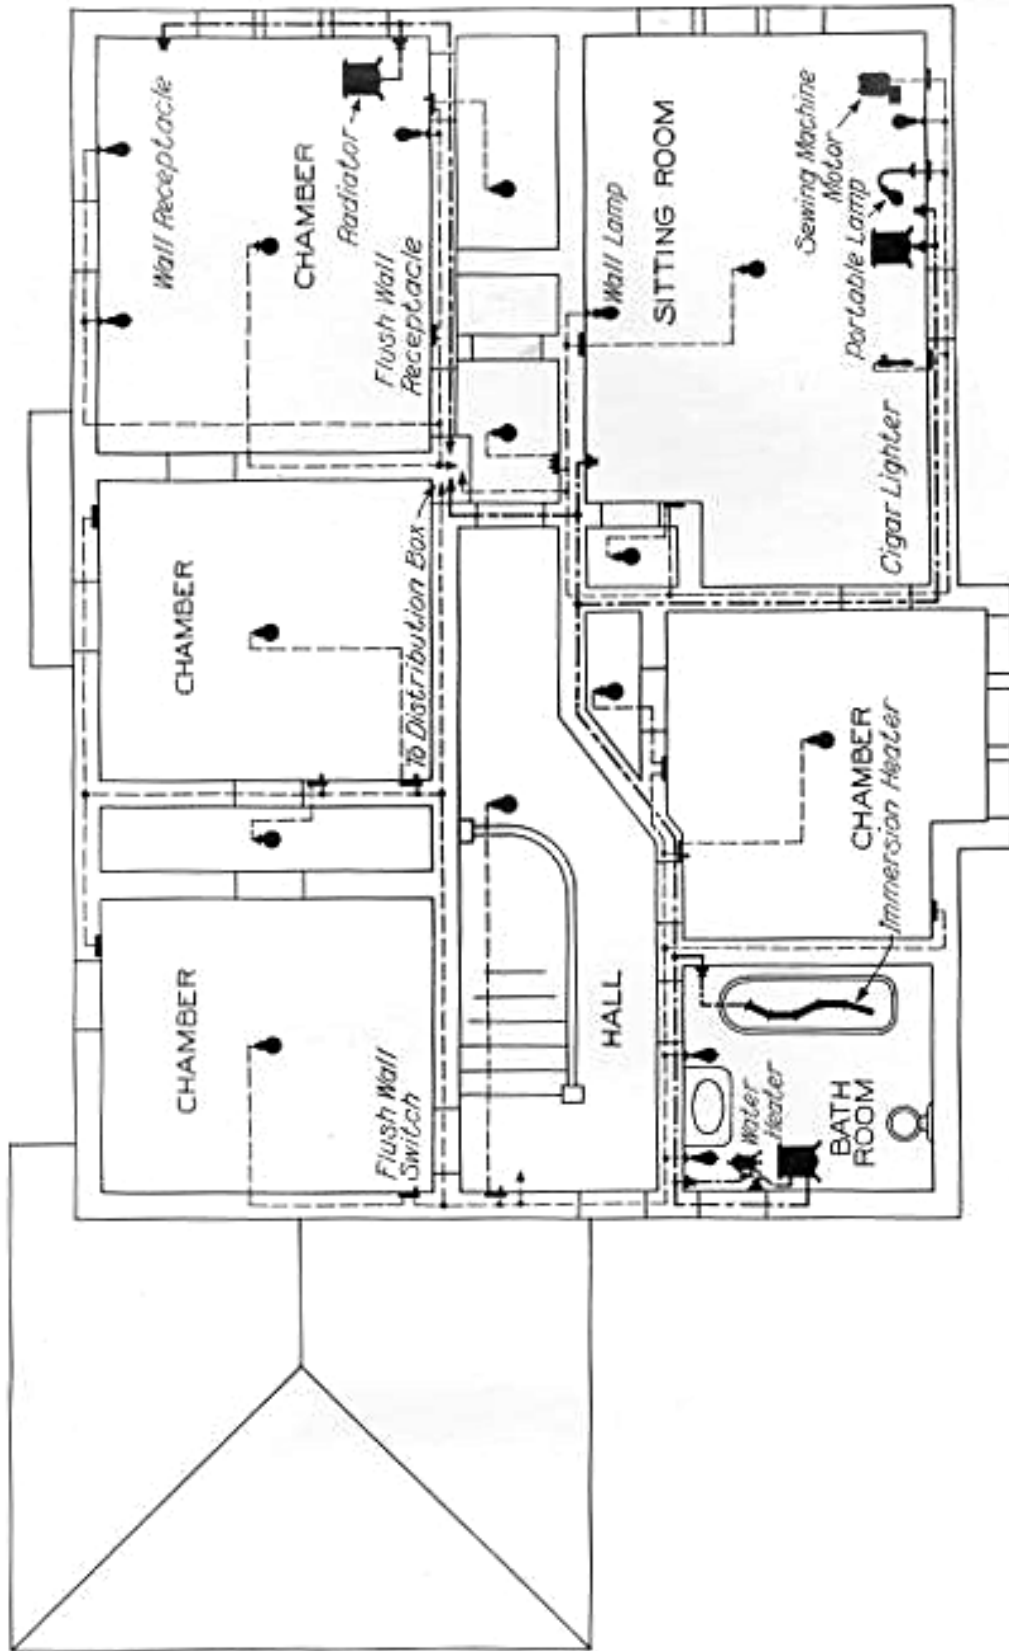 Wall Receptacle
CHAMBER
Radiator
Flush Wall
Receptacle
Wall Lamp
SITTING ROOM
Sewing Machine
Motor
Portable Lamp
Cigar Lighter
CHAMBER
To Distribution Box
CHAMBER
Immersion Heater
CHAMBER
Flush Wall
Switch
HALL
Water
Heater
BATH
ROOM